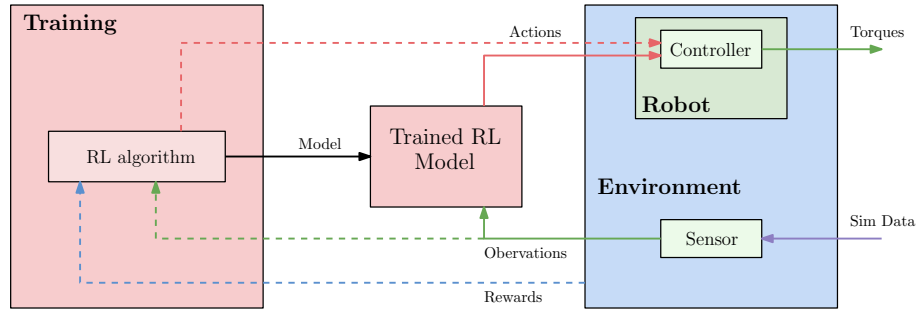 Training
Actions
Controller
Torques
Robot
RL algorithm
Model
Trained RL
Model
Environment
Sensor
Sim Data
Obervations
Rewards